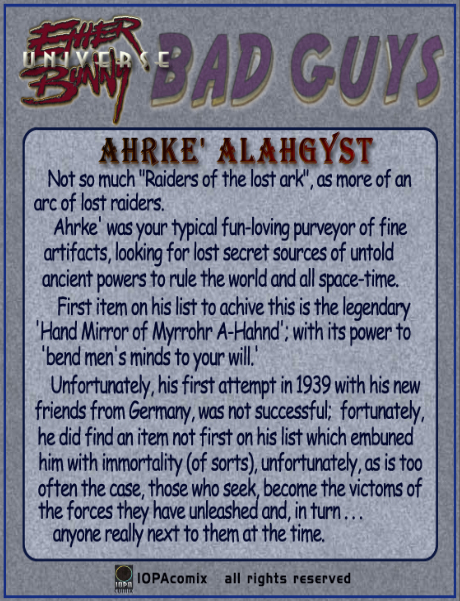 ETHER
UNIVERSE
BUNNY
BAD GUYS
AHRKE' ALAHGYST
Not so much "Raiders of the lost ark", as more of an
arc of lost raiders.
Ahrke' was your typical fun-loving purveyor of fine
artifacts, looking for lost secret sources of untold
ancient powers to rule the world and all space-time.
First item on his list to achive this is the legendary
'Hand Mirror of Myrrohr A-Hahnd'; with its power to
'bend men's minds to your will.'
Unfortunately, his first attempt in 1939 with his new
friends from Germany, was not successful; fortunately,
he did find an item not first on his list which embuned
him with immortality (of sorts), unfortunately, as is too
often the case, those who seek, become the victoms of
the forces they have unleashed and, in turn . . .
anyone really next to them at the time.
IOPA
COMIX
IOPAcomix all rights reserved